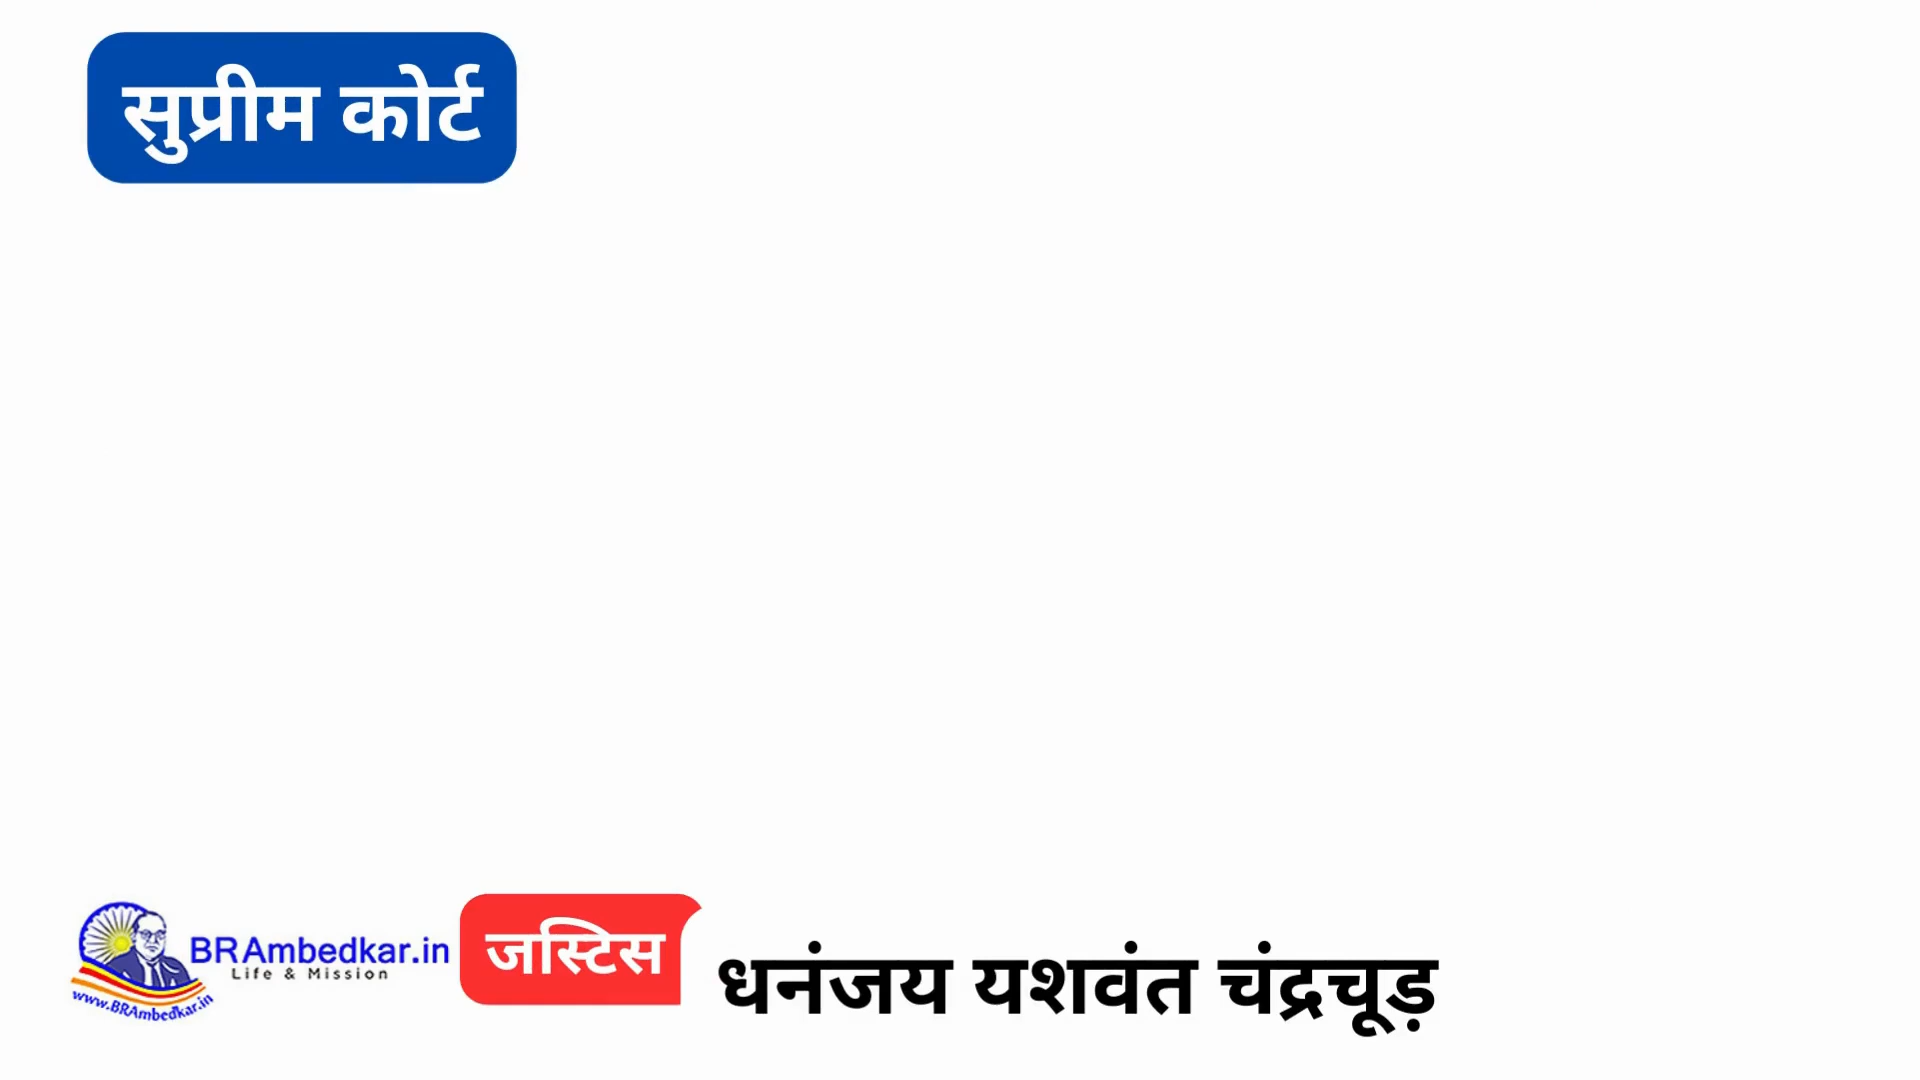 सुप्रीम कोर्ट
BRAmbedkar.in
Life & Mission
www.BRAmbedkar.in
जस्टिस
धनंजय यशवंत चंद्रचूड़